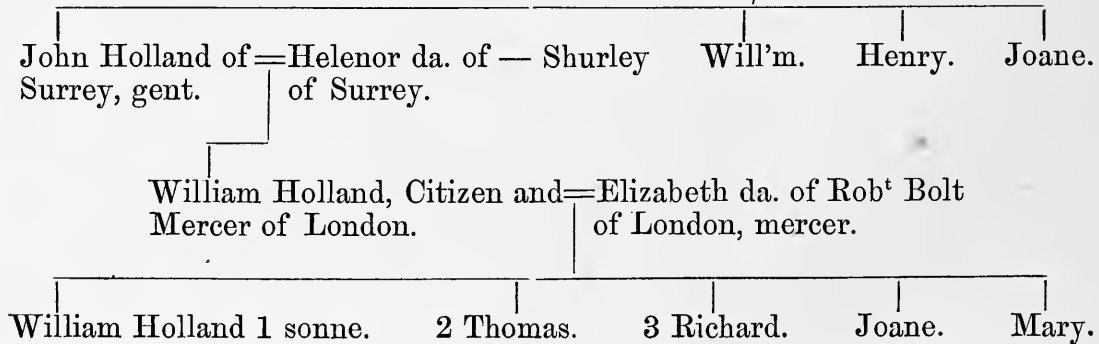 John Holland of=Helenor da. of — Shurley Will'm. Henry. Joane.
Surrey, gent. of Surrey.
William Holland, Citizen and=Elizabeth da. of Robᵗ Bolt
Mercer of London. of London, mercer.
William Holland 1 sonne. 2 Thomas. 3 Richard. Joane. Mary.